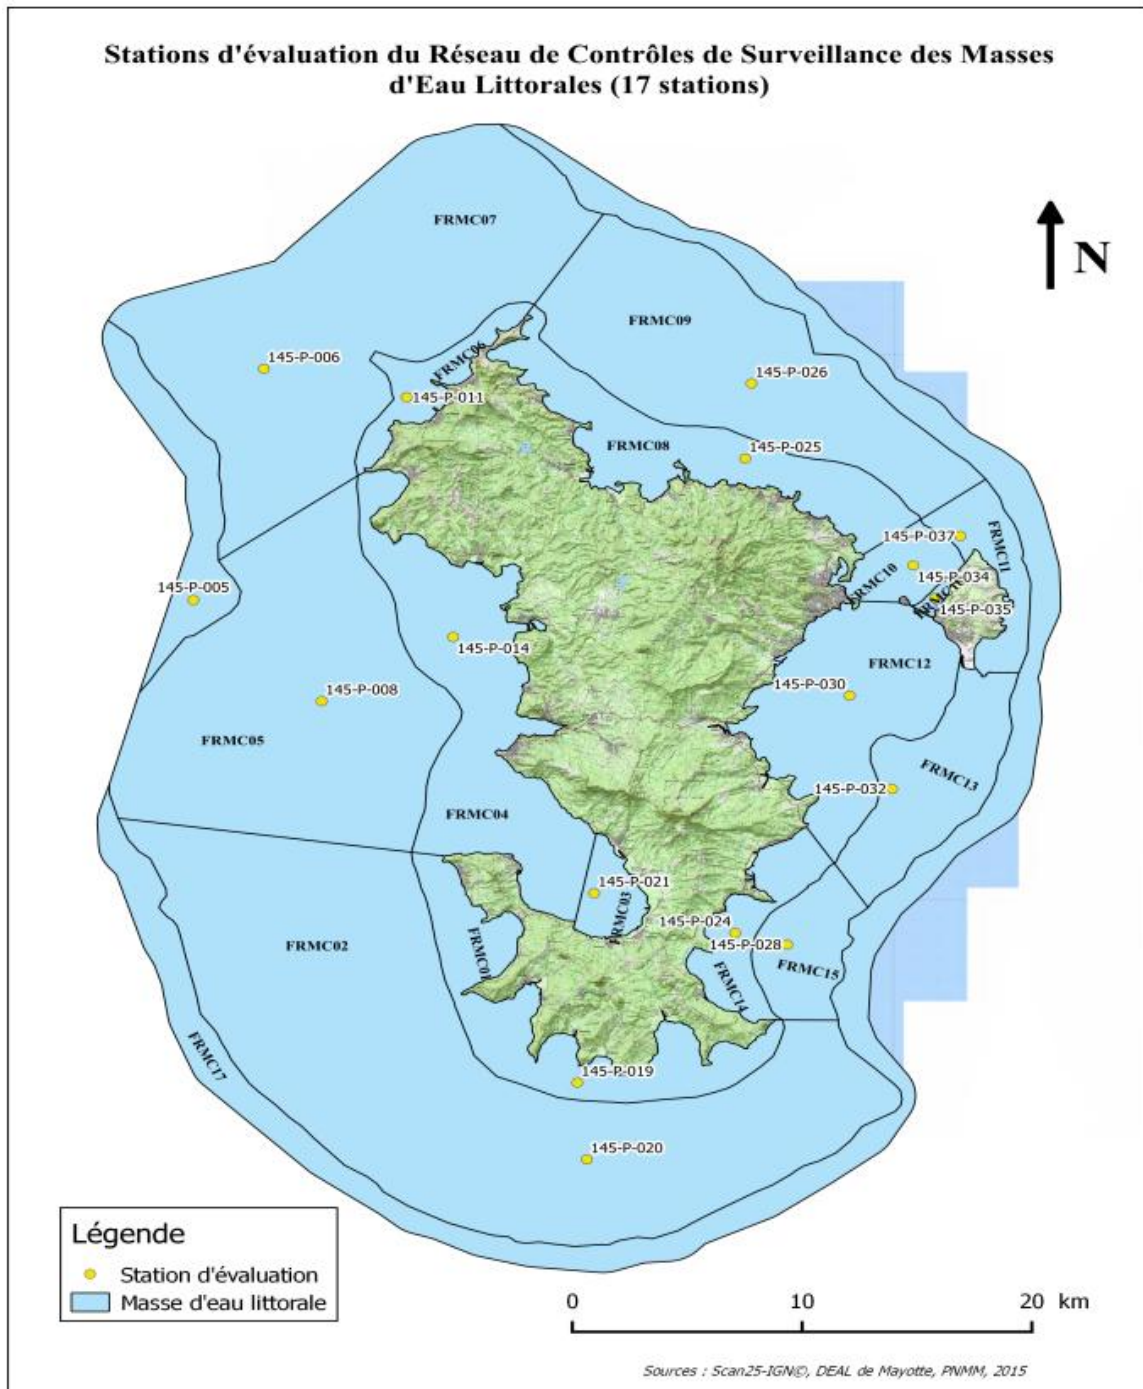 Stations d'évaluation du Réseau de Contrôles de Surveillance des Masses
d'Eau Littorales (17 stations)
FRMC07
N
FRMC09
FRMC06
145-P-006
145-P-026
145-P-011
FRMC08
145-P-025
FRMC11
145-P-037
145-P-034
FRMC10
145-P-005
145-P-035
145-P-014
FRMC12
145-P-030
145-P-008
FRMC05
FRMC13
145-P-032
FRMC04
145-P-021
FRMC03
145-P-024
145-P-028
FRMC02
FRMC01
FRMC15
FRMC14
FRMC17
145-P-019
145-P-020
Légende
Station d'évaluation
Masse d'eau littorale
0 10 20 km
Sources : Scan25-IGN©, DEAL de Mayotte, PNMM, 2015